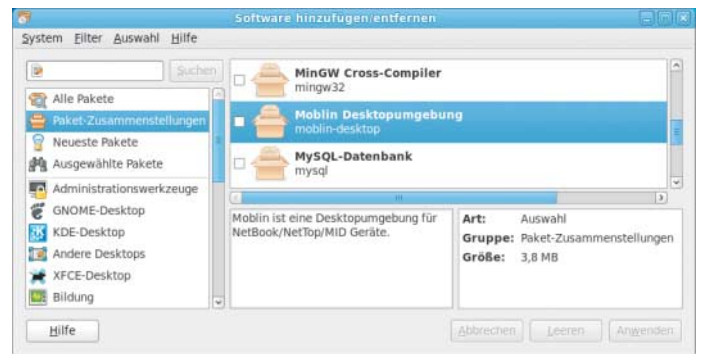 Software hinzufügen/entfernen
System Filter Auswahl Hilfe
Suchen
Alle Pakete
Paket-Zusammenstellungen
Neueste Pakete
Ausgewählte Pakete
Administrationswerkzeuge
GNOME-Desktop
KDE-Desktop
Andere Desktops
XFCE-Desktop
Bildung
MinGW Cross-Compiler
mingw32
Moblin Desktopumgebung
moblin-desktop
MySQL-Datenbank
mysql
Moblin ist eine Desktopumgebung für
NetBook/NetTop/MID Geräte.
Art: Auswahl
Gruppe: Paket-Zusammenstellungen
Größe: 3,8 MB
Hilfe
Abbrechen Leeren Anwenden